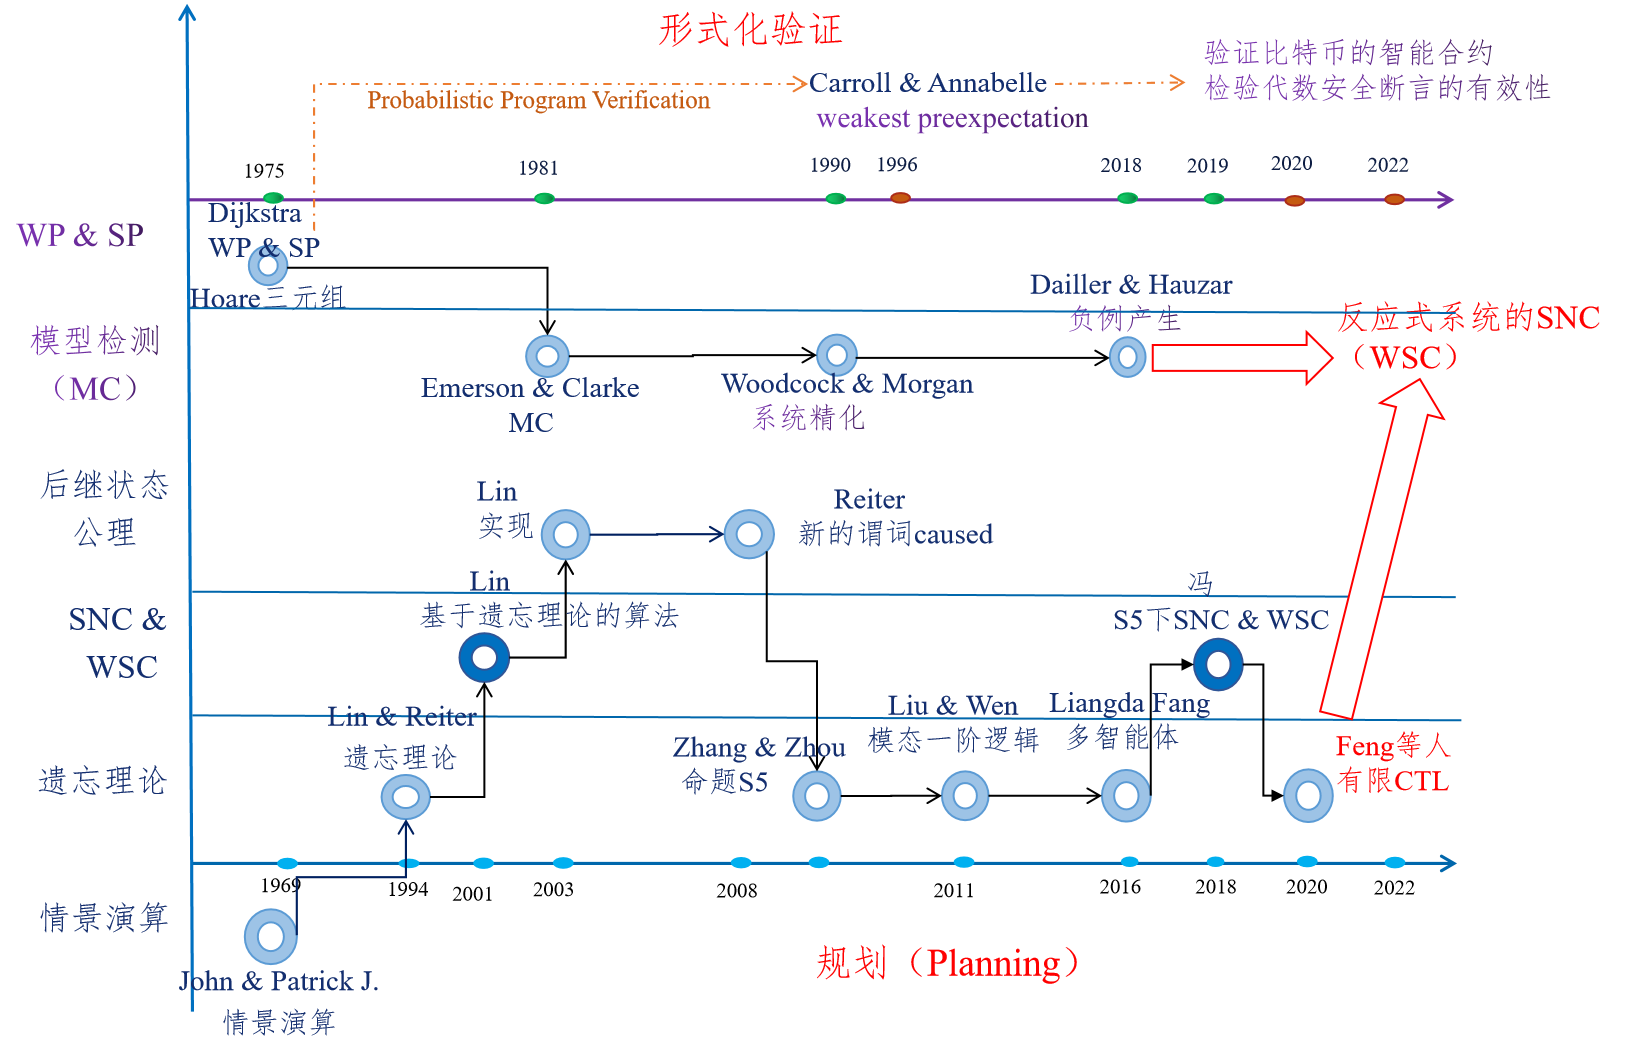 形式化验证
验证比特币的智能合约
检验代数安全断言的有效性
Carroll & Annabelle
weakest preexpectation
Probabilistic Program Verification
1975
1981
1990
1996
2018
2019
2020
2022
WP & SP
Dijkstra
WP & SP
Hoare三元组
模型检测
（MC）
Emerson & Clarke
MC
Woodcock & Morgan
系统精化
Dailler & Hauzar
负例产生
反应式系统的SNC
（WSC）
后继状态
公理
Lin
实现
Reiter
新的谓词caused
SNC &
WSC
Lin
基于遗忘理论的算法
冯
S5下SNC & WSC
遗忘理论
Lin & Reiter
遗忘理论
Zhang & Zhou
命题S5
Liu & Wen
模态一阶逻辑
Liangda Fang
多智能体
Feng等人
有限CTL
1969
1994
2001
2003
2008
2011
2016
2018
2020
2022
情景演算
John & Patrick J.
情景演算
规划（Planning）